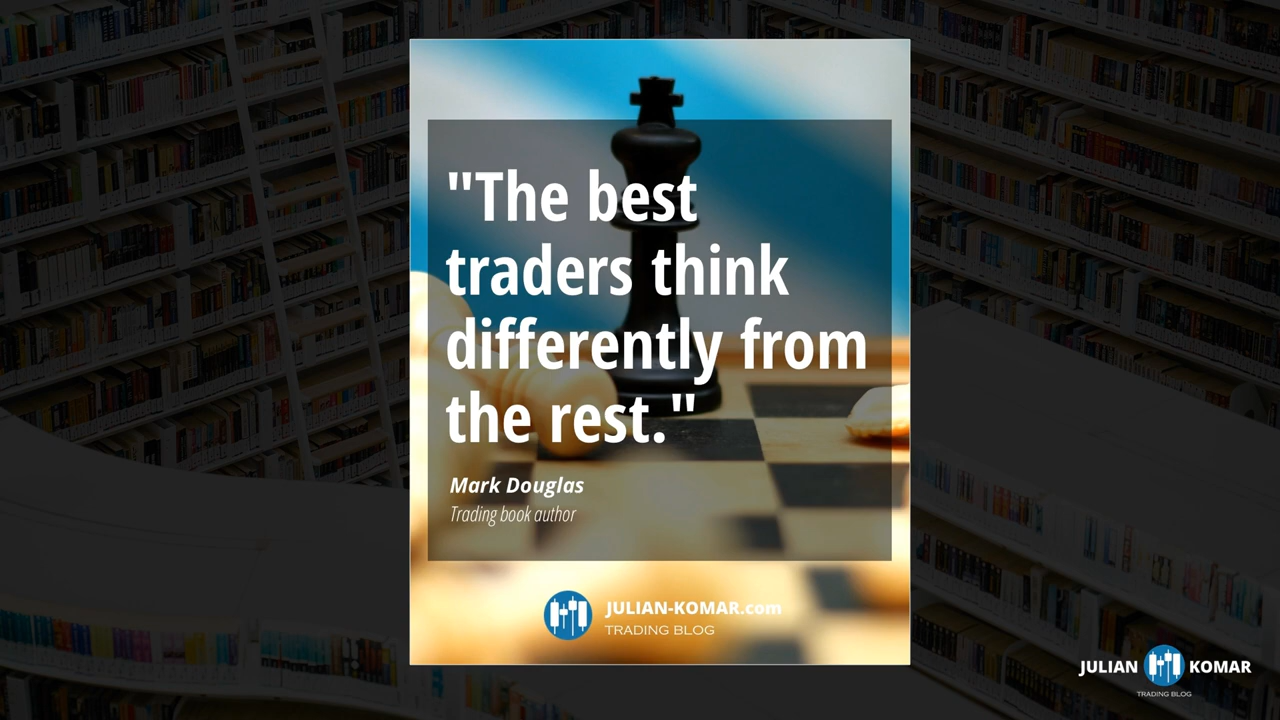 "The best
traders think
differently from
the rest."
Mark Douglas
Trading book author
JULIAN-KOMAR.com
TRADING BLOG
JULIAN KOMAR
TRADING BLOG